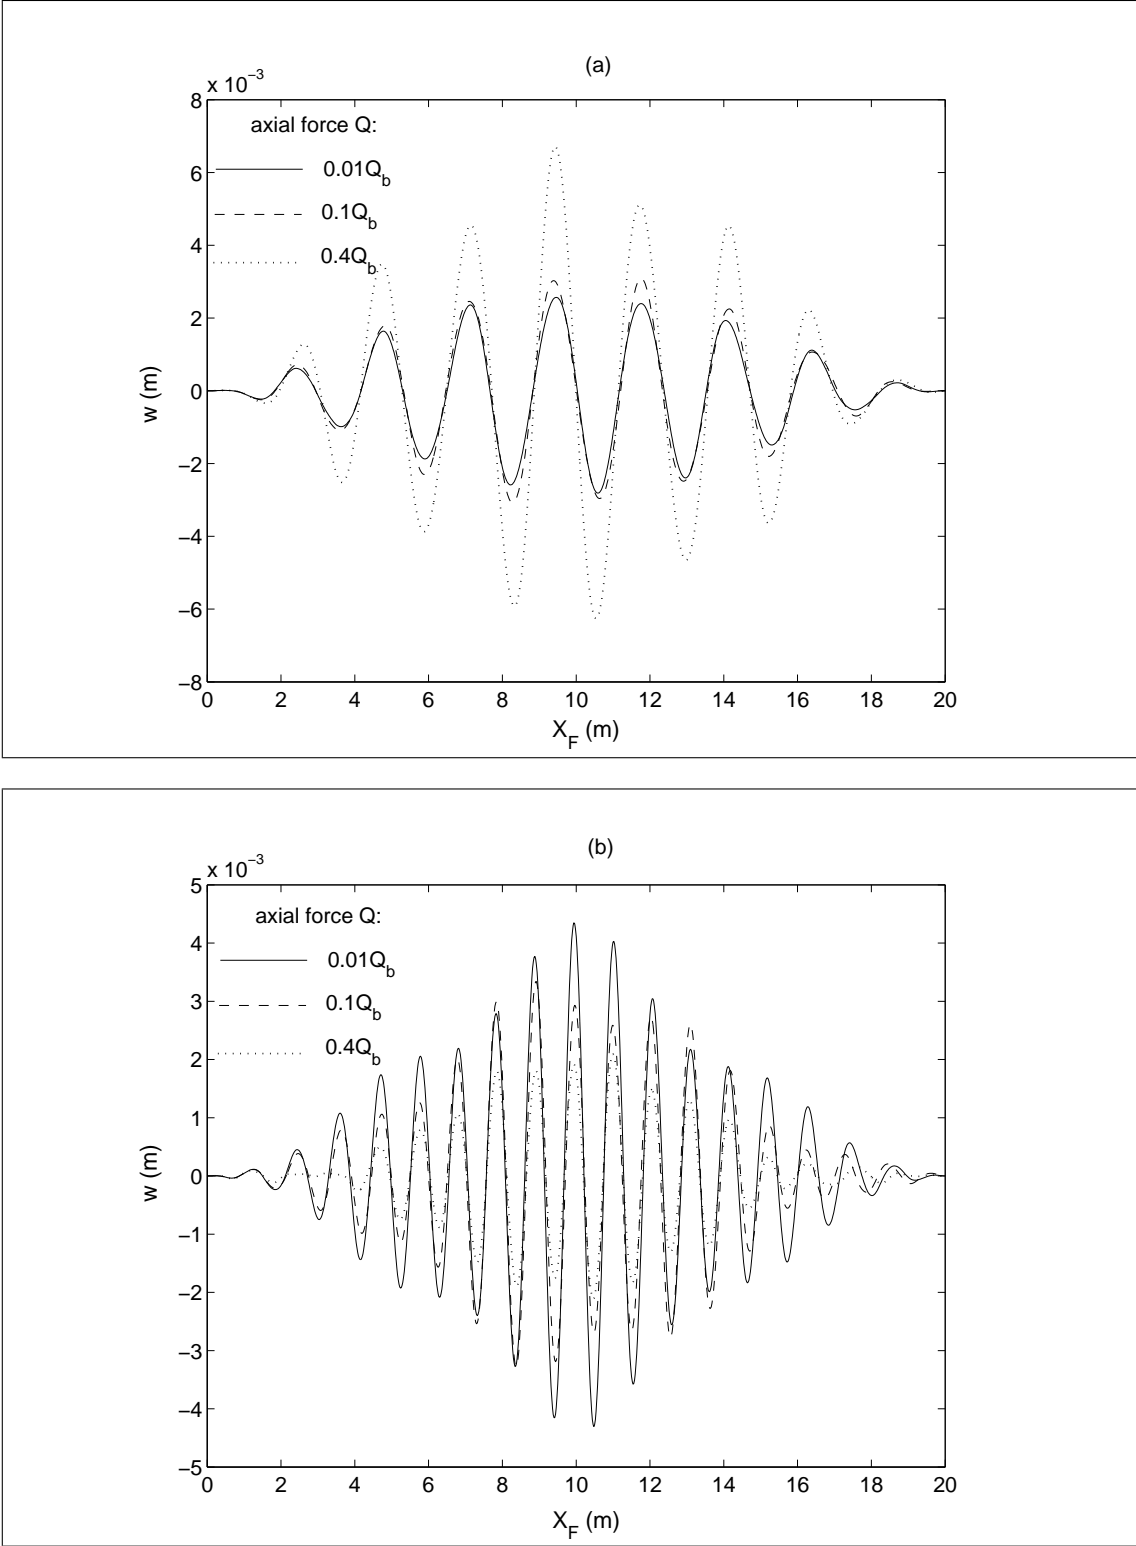 (a)
x 10⁻³
axial force Q:
0.01Q_b
0.1Q_b
0.4Q_b
8
6
4
2
0
−2
−4
−6
−8
w (m)
0 2 4 6 8 10 12 14 16 18 20
X_F (m)
(b)
x 10⁻³
axial force Q:
0.01Q_b
0.1Q_b
0.4Q_b
5
4
3
2
1
0
−1
−2
−3
−4
−5
w (m)
0 2 4 6 8 10 12 14 16 18 20
X_F (m)